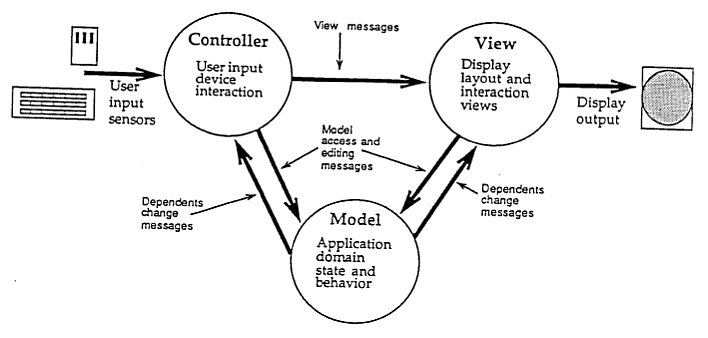 View messages
Controller
User input
device
interaction
View
Display
layout and
interaction
views
User
input
sensors
Display
output
Model
access and
editing
messages
Dependents
change
messages
Dependents
change
messages
Model
Application
domain
state and
behavior